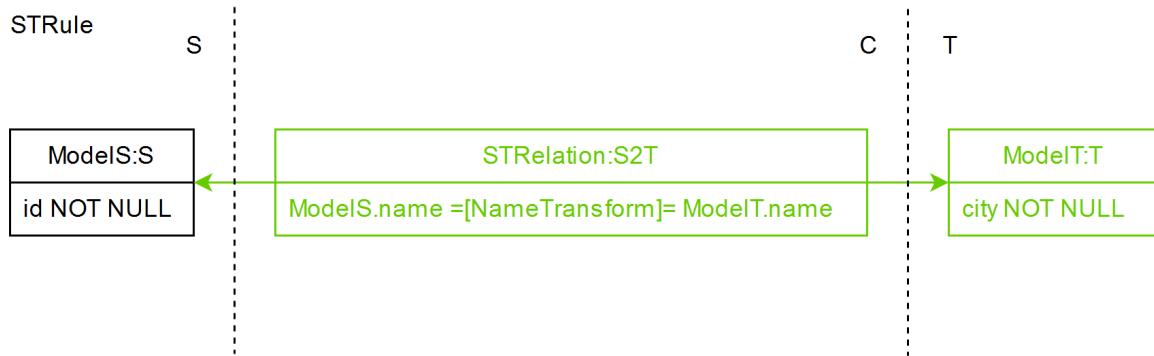 STRule
S
C
T
ModelS:S
STRelation:S2T
ModelT:T
id NOT NULL
ModelS.name =[NameTransform]= ModelT.name
city NOT NULL